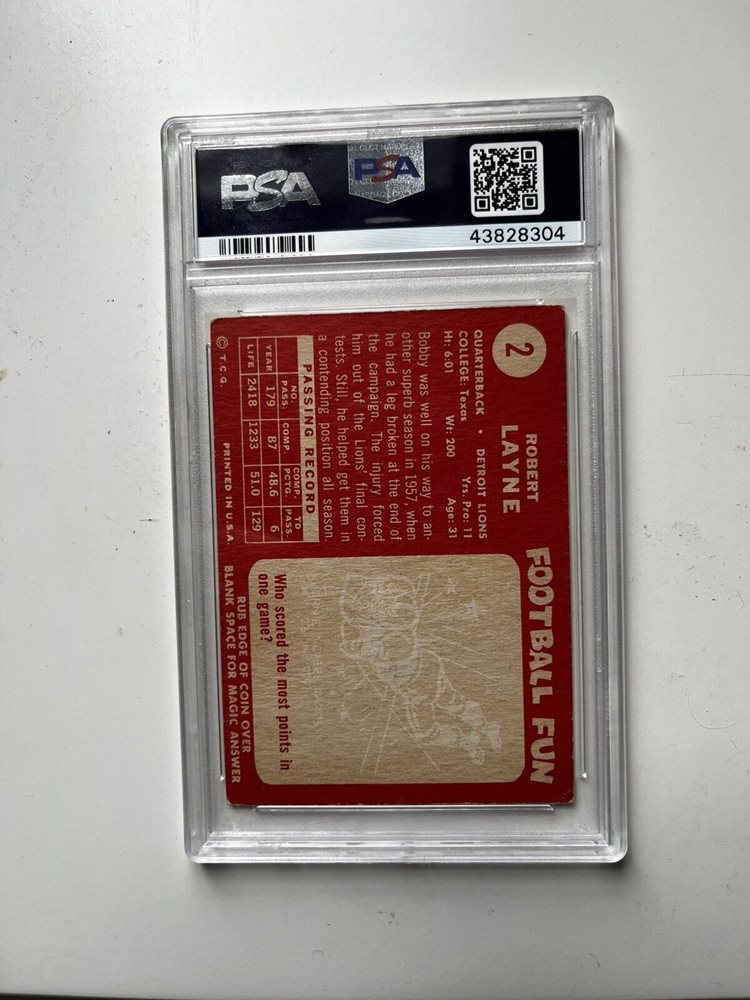 PSA
PSA
43828304
2
ROBERT
LAYNE
QUARTERBACK • DETROIT LIONS
COLLEGE: Texas Yrs. Pro: 11
Ht: 6:01 Wt: 200 Age: 31
Bobby was well on his way to an-
other superb season in 1957, when
he had a leg broken at the end of
the campaign. The injury forced
him out of the Lions' final con-
tests. Still, he helped get them in
a contending position all season.
PASSING RECORD
NO. PASS. COMP. COMP. PCTG. TD PASS.
YEAR 179 87 48.6 6
LIFE 2418 1233 51.0 129
© T.C.G. PRINTED IN U.S.A.
FOOTBALL FUN
Who scored the most points in
one game?
RUB EDGE OF COIN OVER
BLANK SPACE FOR MAGIC ANSWER